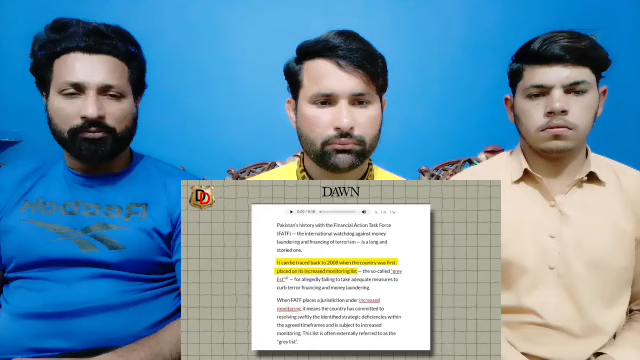 DAWN
Pakistan's history with the Financial Action Task Force
(FATF) — the international watchdog against money
laundering and financing of terrorism — is a long and
storied one.
It can be traced back to 2008 when the country was first
placed on its increased monitoring list — the so-called "grey
list" — for allegedly failing to take adequate measures to
curb terror financing and money laundering.
When FATF places a jurisdiction under increased
monitoring, it means the country has committed to
resolving swiftly the identified strategic deficiencies within
the agreed timeframes and is subject to increased
monitoring. This list is often externally referred to as the
"grey list".